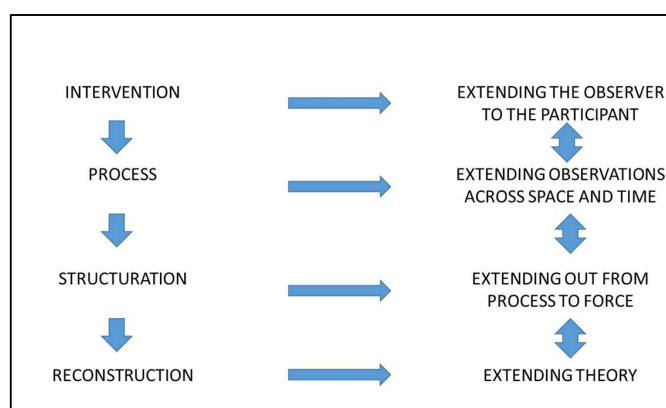 INTERVENTION
EXTENDING THE OBSERVER
TO THE PARTICIPANT
PROCESS
EXTENDING OBSERVATIONS
ACROSS SPACE AND TIME
STRUCTURATION
EXTENDING OUT FROM
PROCESS TO FORCE
RECONSTRUCTION
EXTENDING THEORY